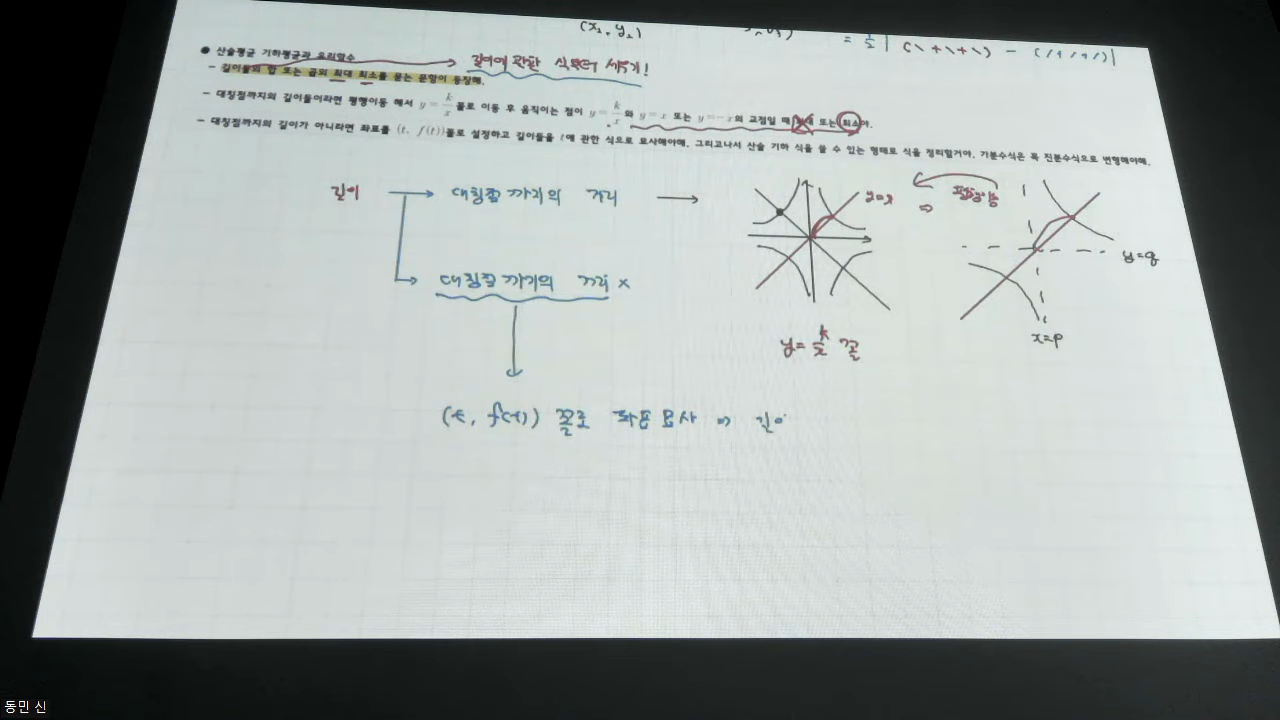 (x₂, y₂)
= 1/2 | (\ + \ + \) - (/ + / + /) |
● 산술평균 기하평균과 유리함수
길이에 관한 식부터 세우기!
- 길이들의 합 또는 곱의 최대 최소를 묻는 문항이 등장해.
- 대칭점까지의 길이들이라면 평행이동 해서 y = k/x 꼴로 이동 후 움직이는 점이 y = k/x 와 y = x 또는 y = -x의 교점일 때 또는 최소야.
- 대칭점까지의 길이가 아니라면 좌표를 (t, f(t))꼴로 설정하고 길이들을 t에 관한 식으로 묘사해야해. 그리고나서 산술 기하 식을 쓸 수 있는 형태로 식을 정리할거야. 가분수식은 꼭 진분수식으로 변형해야해.
길이 → 대칭점 까지의 거리 →
y=x ⇒ 평행이동
y=q
x=p
대칭점 까지의 거리 x
y= k/x 꼴
(t, f(t)) 꼴로 좌표 묘사 ⇒ 길이
동민 신